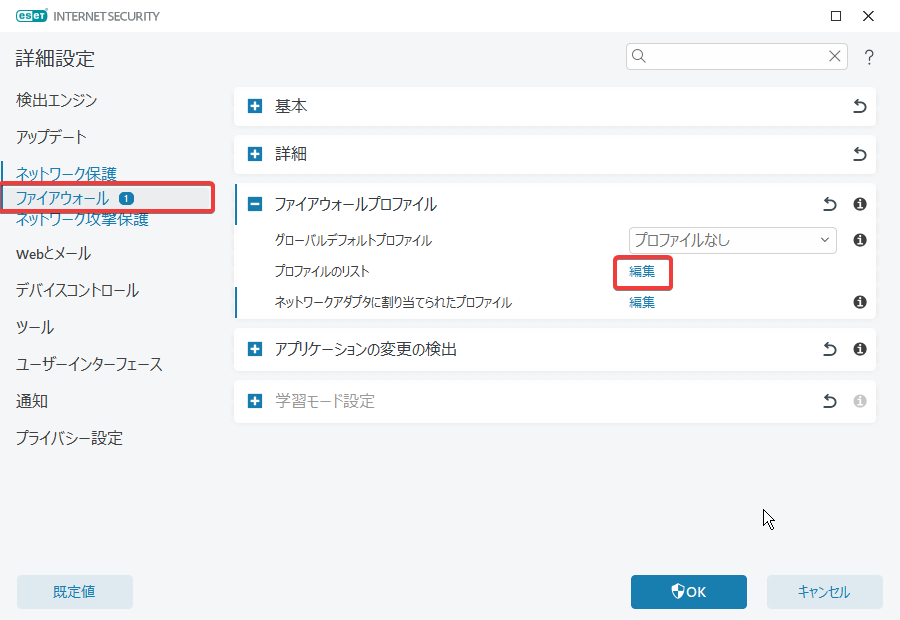 eset INTERNET SECURITY
詳細設定
?
検出エンジン
アップデート
ネットワーク保護
ファイアウォール 1
ネットワーク攻撃保護
Webとメール
デバイスコントロール
ツール
ユーザーインターフェース
通知
プライバシー設定
基本
詳細
ファイアウォールプロファイル
グローバルデフォルトプロファイル プロファイルなし
プロファイルのリスト 編集
ネットワークアダプタに割り当てられたプロファイル 編集
アプリケーションの変更の検出
学習モード設定
既定値 OK キャンセル